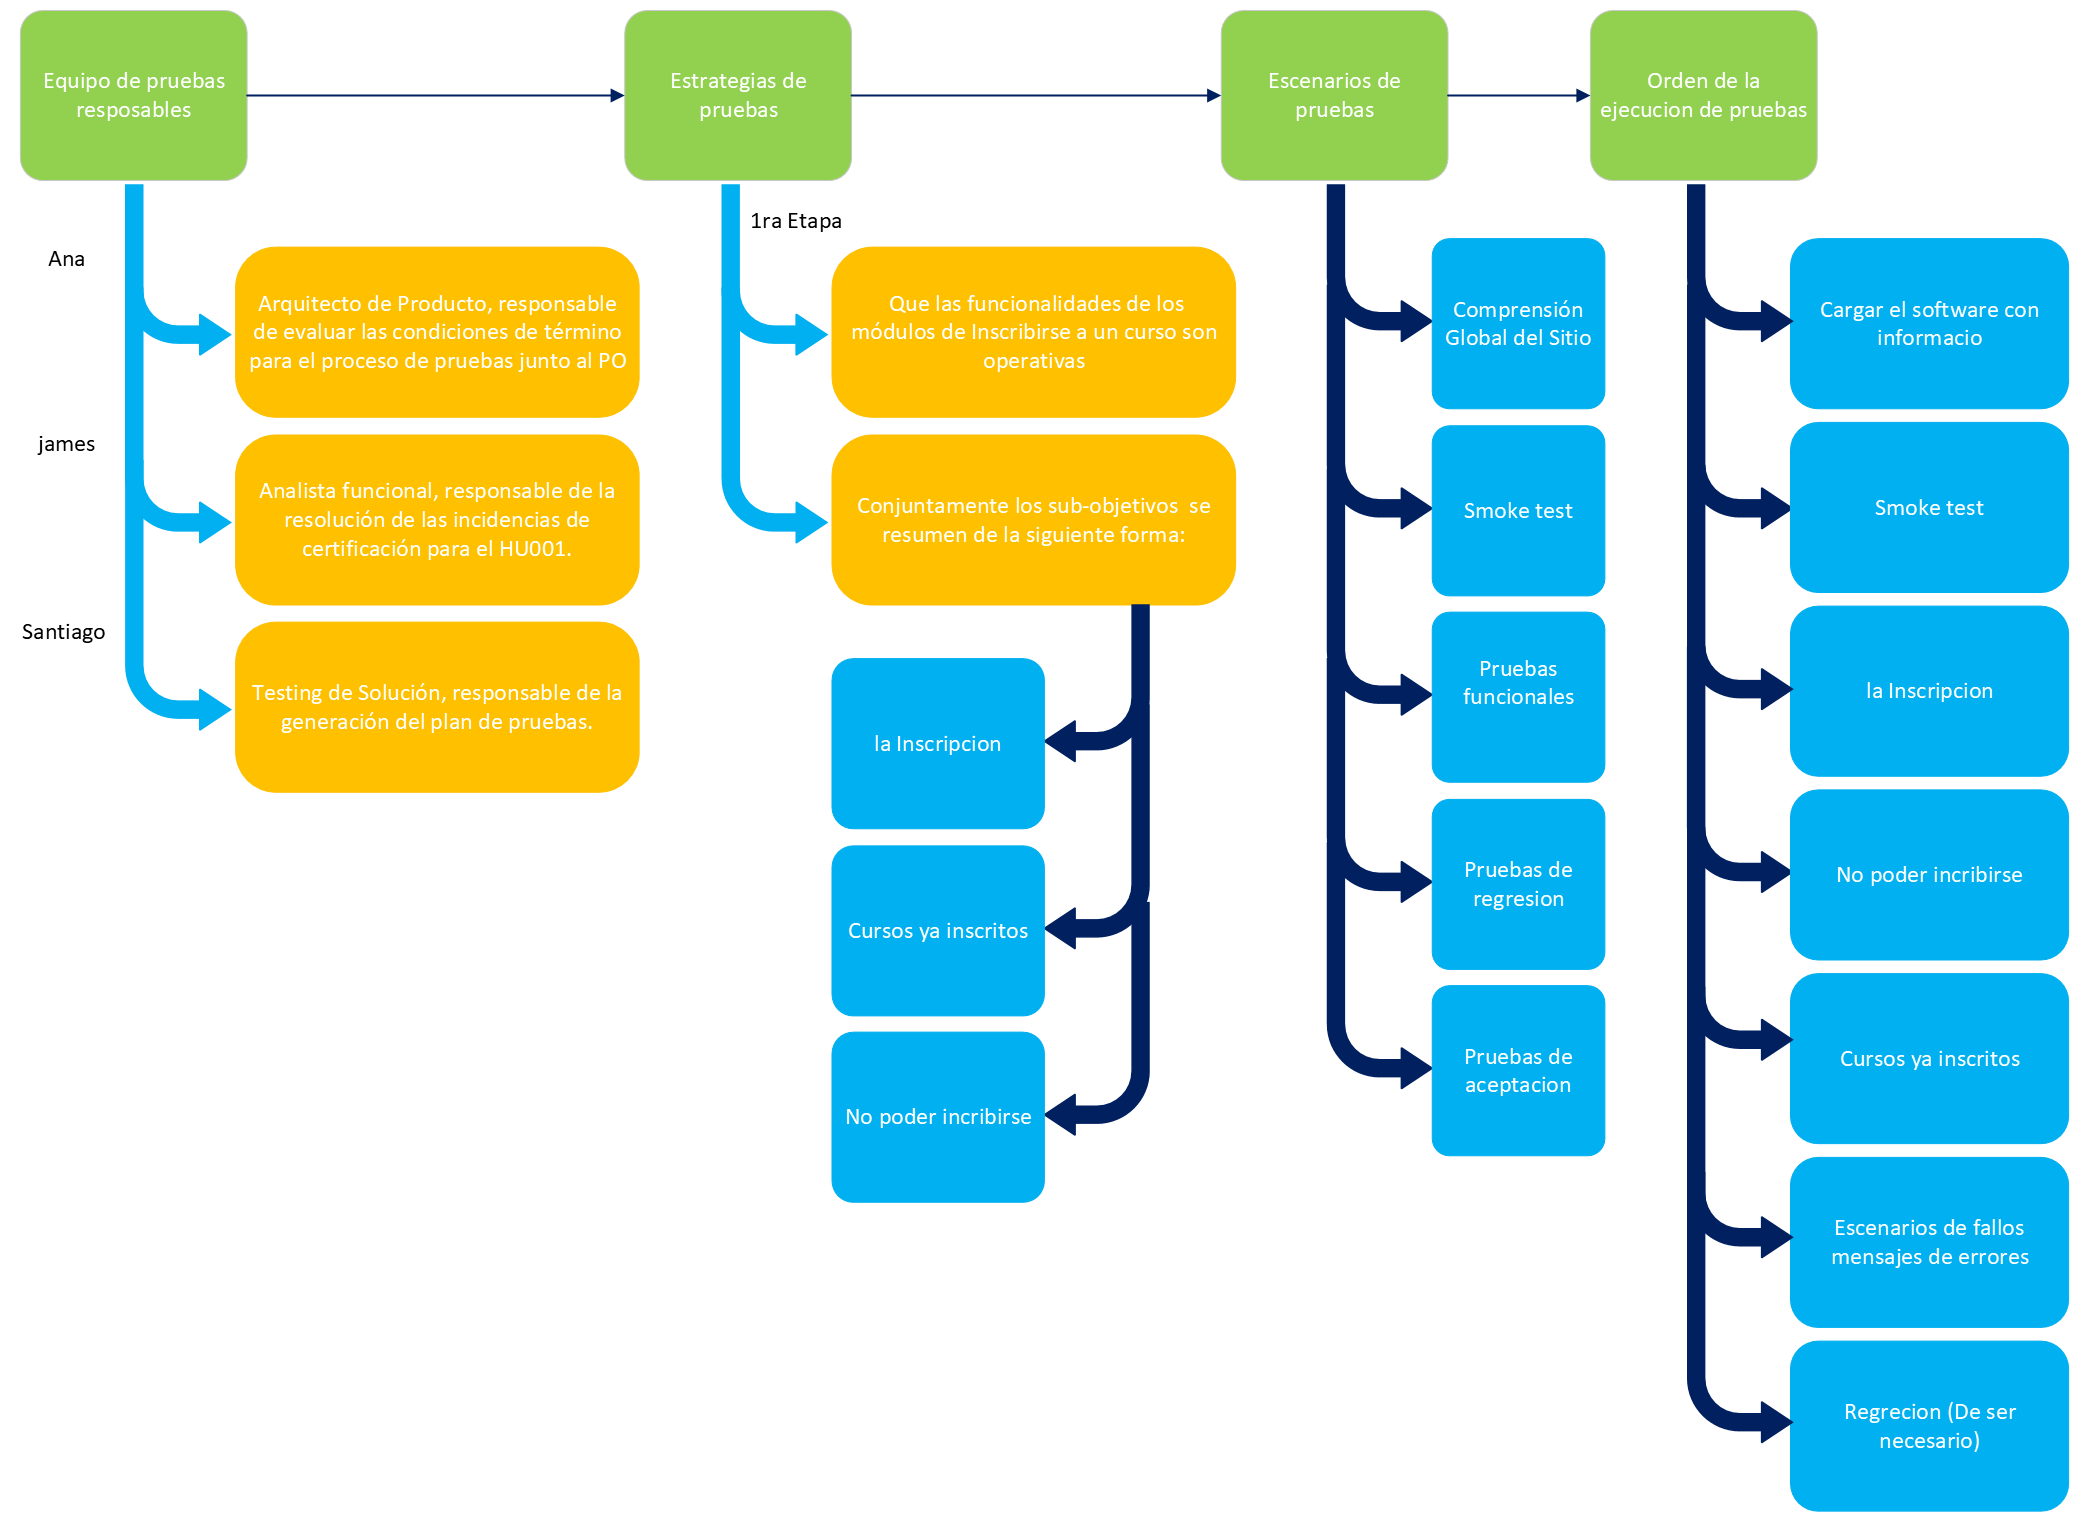 Equipo de pruebas
resposables
Estrategias de
pruebas
Escenarios de
pruebas
Orden de la
ejecucion de pruebas
Ana
Arquitecto de Producto, responsable
de evaluar las condiciones de término
para el proceso de pruebas junto al PO
james
Analista funcional, responsable de la
resolución de las incidencias de
certificación para el HU001.
Santiago
Testing de Solución, responsable de la
generación del plan de pruebas.
1ra Etapa
Que las funcionalidades de los
módulos de Inscribirse a un curso son
operativas
Conjuntamente los sub-objetivos  se
resumen de la siguiente forma:
la Inscripcion
Cursos ya inscritos
No poder incribirse
Comprensión
Global del Sitio
Smoke test
Pruebas
funcionales
Pruebas de
regresion
Pruebas de
aceptacion
Cargar el software con
informacio
Smoke test
la Inscripcion
No poder incribirse
Cursos ya inscritos
Escenarios de fallos
mensajes de errores
Regrecion (De ser
necesario)